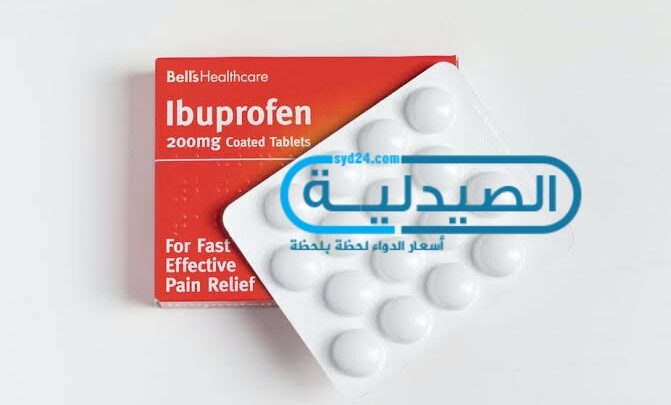 Bell's Healthcare
Ibuprofen
200mg Coated Tablets
syd24.com
الصيدلية
أسعار الدواء لحظة بلحظة
For Fast
Effective
Pain Relief